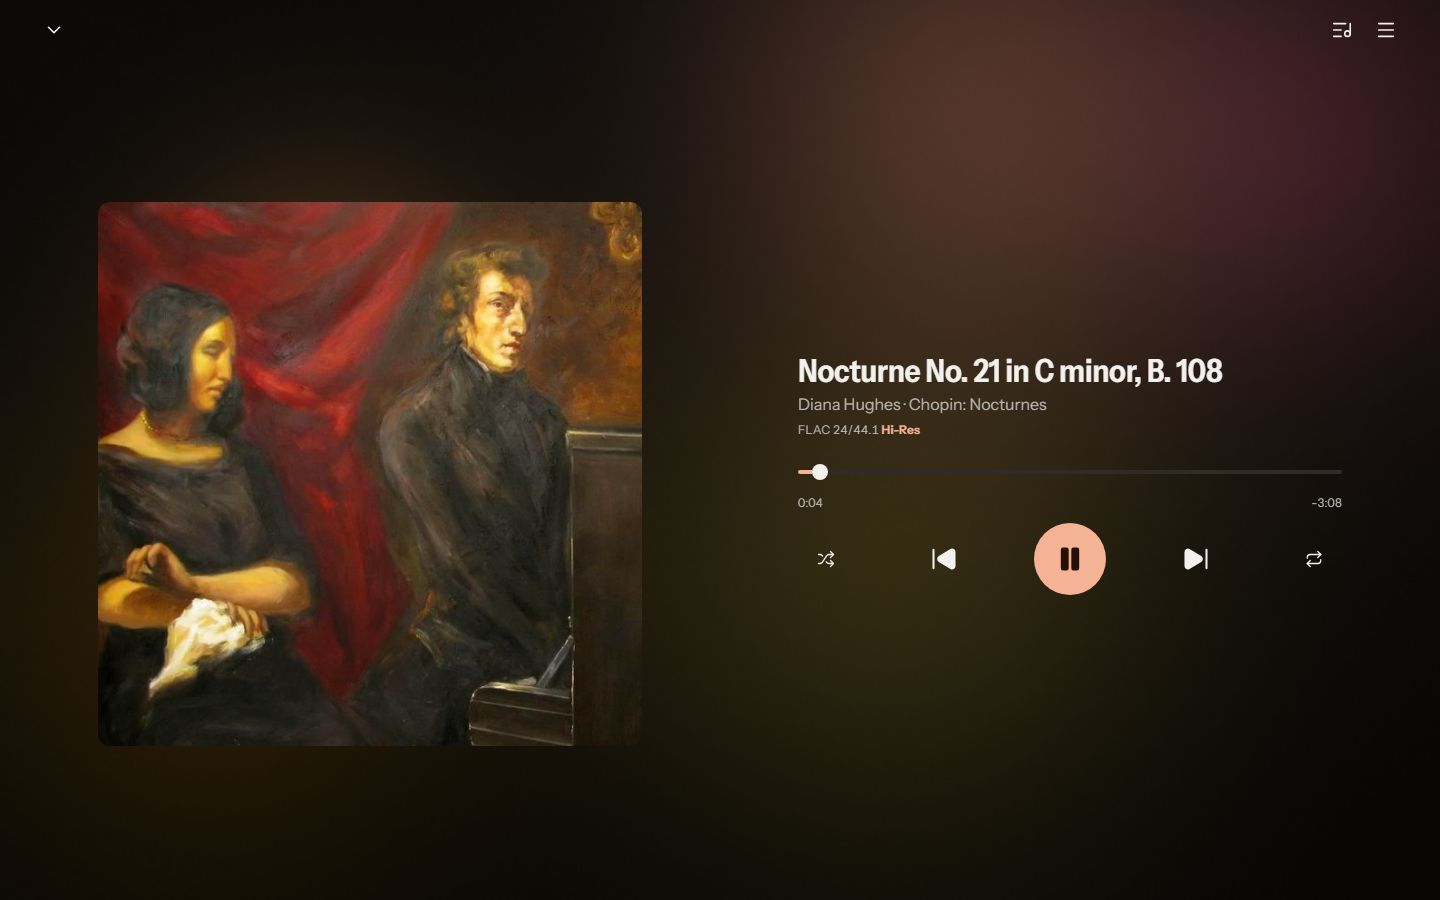 Nocturne No. 21 in C minor, B. 108
Diana Hughes · Chopin: Nocturnes
FLAC 24/44.1 Hi-Res
0:04 -3:08